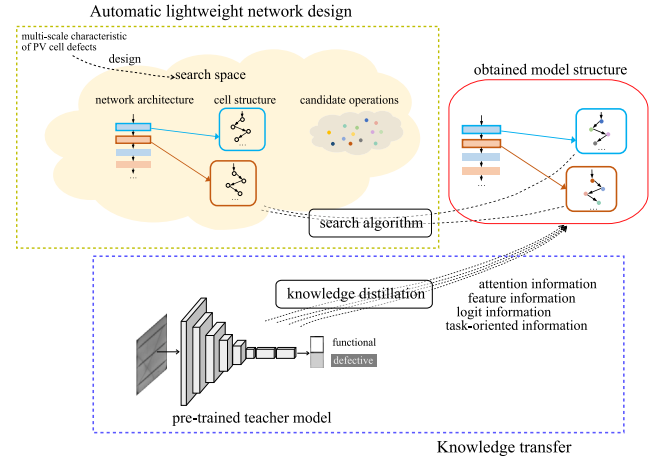 Automatic lightweight network design
multi-scale characteristic
of PV cell defects
design
search space
network architecture
cell structure
candidate operations
...
...
...
obtained model structure
...
...
...
search algorithm
knowledge distillation
attention information
feature information
logit information
task-oriented information
functional
defective
pre-trained teacher model
Knowledge transfer